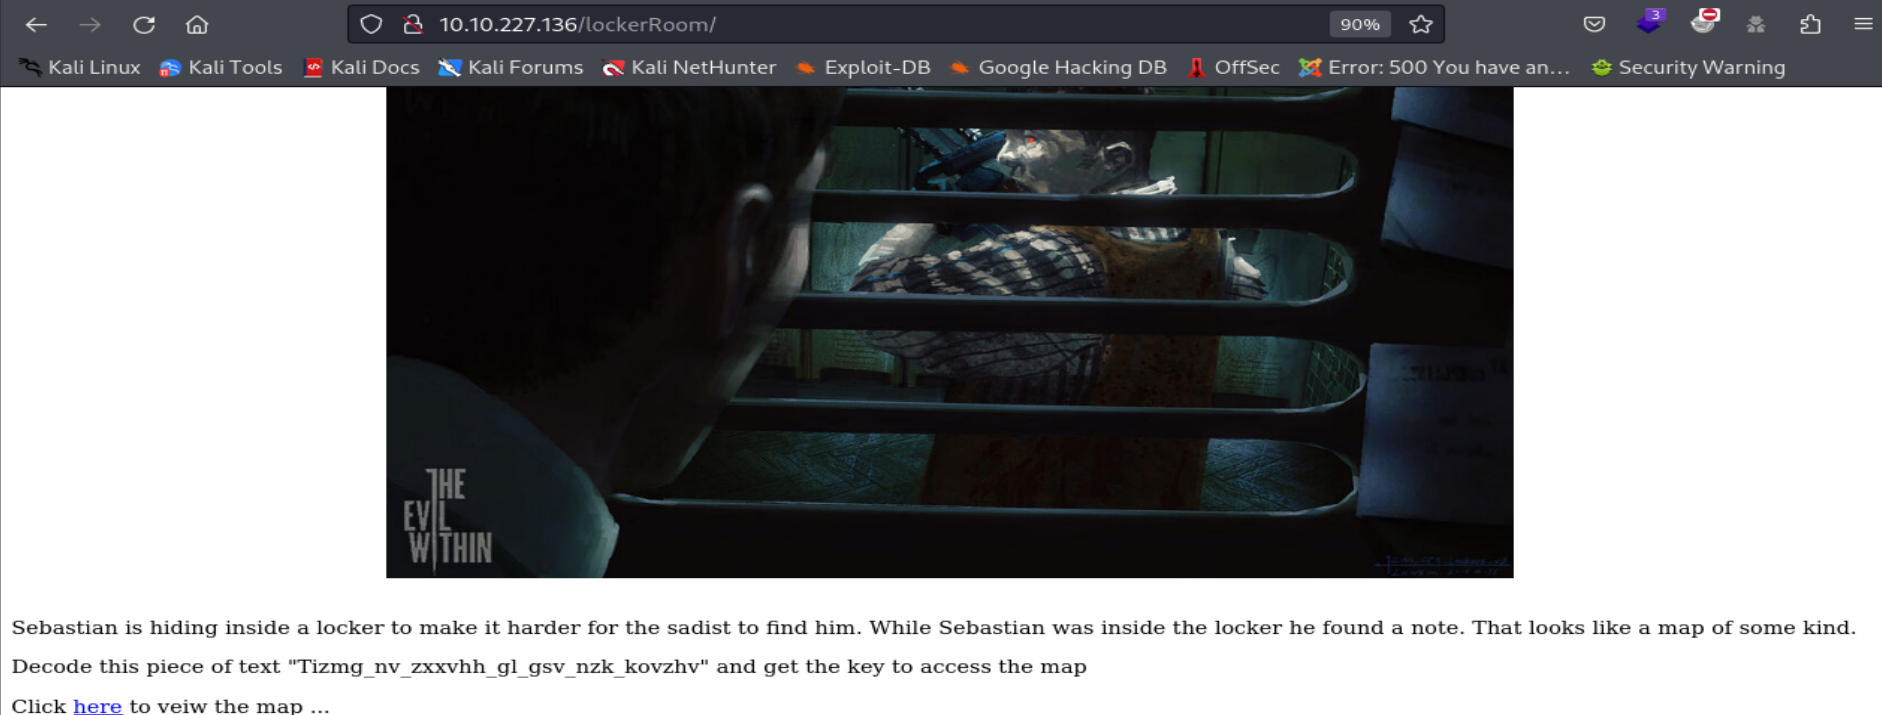 10.10.227.136/lockerRoom/
90%
3
Kali Linux
Kali Tools
Kali Docs
Kali Forums
Kali NetHunter
Exploit-DB
Google Hacking DB
OffSec
Error: 500 You have an...
Security Warning
THE
EVIL
WITHIN
Sebastian is hiding inside a locker to make it harder for the sadist to find him. While Sebastian was inside the locker he found a note. That looks like a map of some kind.
Decode this piece of text "Tizmg_nv_zxxvhh_gl_gsv_nzk_kovzhv" and get the key to access the map
Click here to veiw the map ...